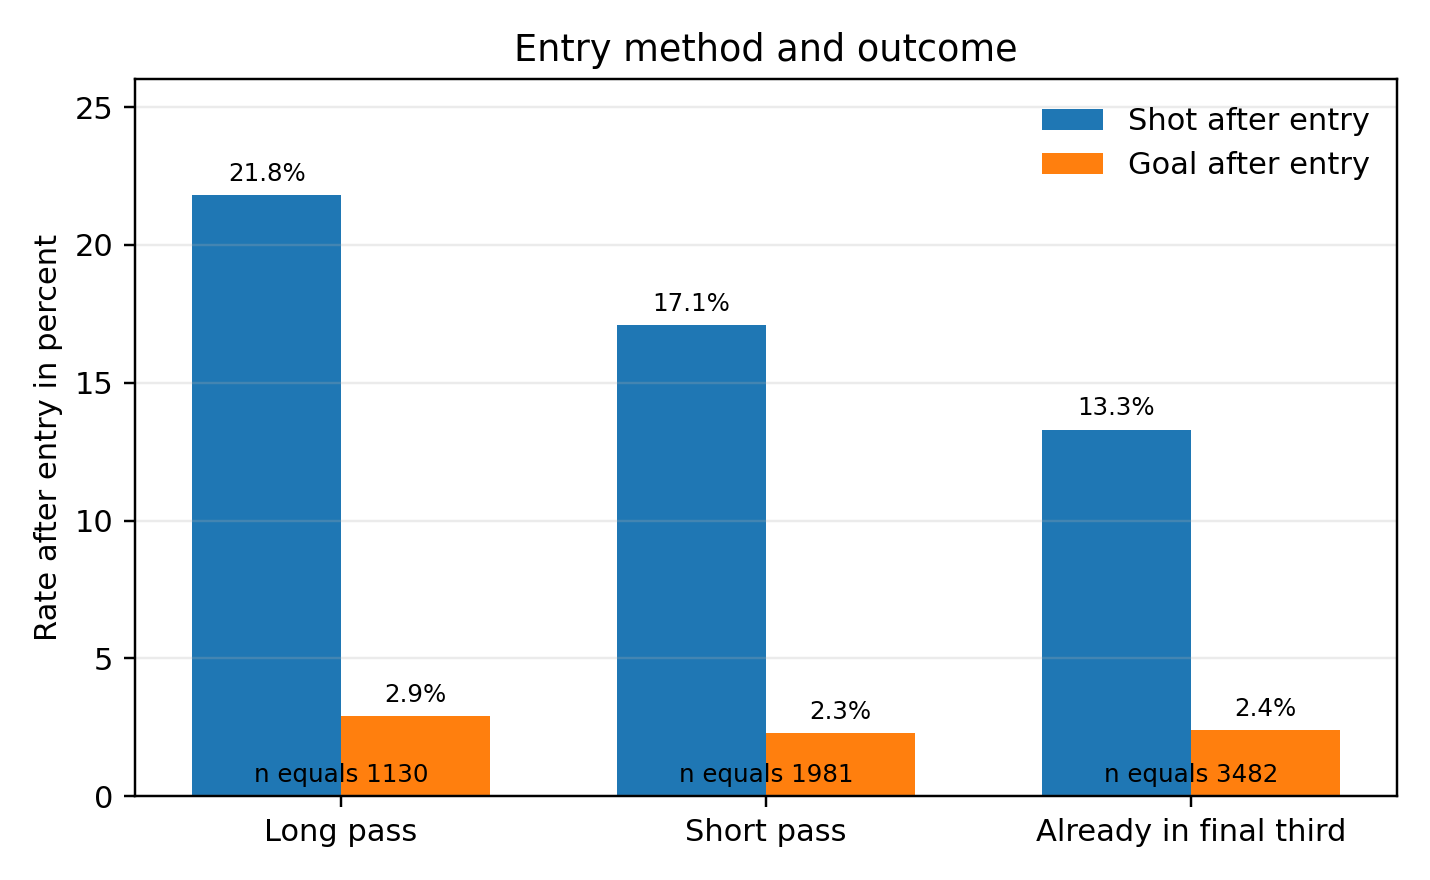 Entry method and outcome
Rate after entry in percent
25
20
15
10
5
0
Shot after entry
Goal after entry
21.8%
17.1%
13.3%
2.9%
2.3%
2.4%
n equals 1130
n equals 1981
n equals 3482
Long pass
Short pass
Already in final third